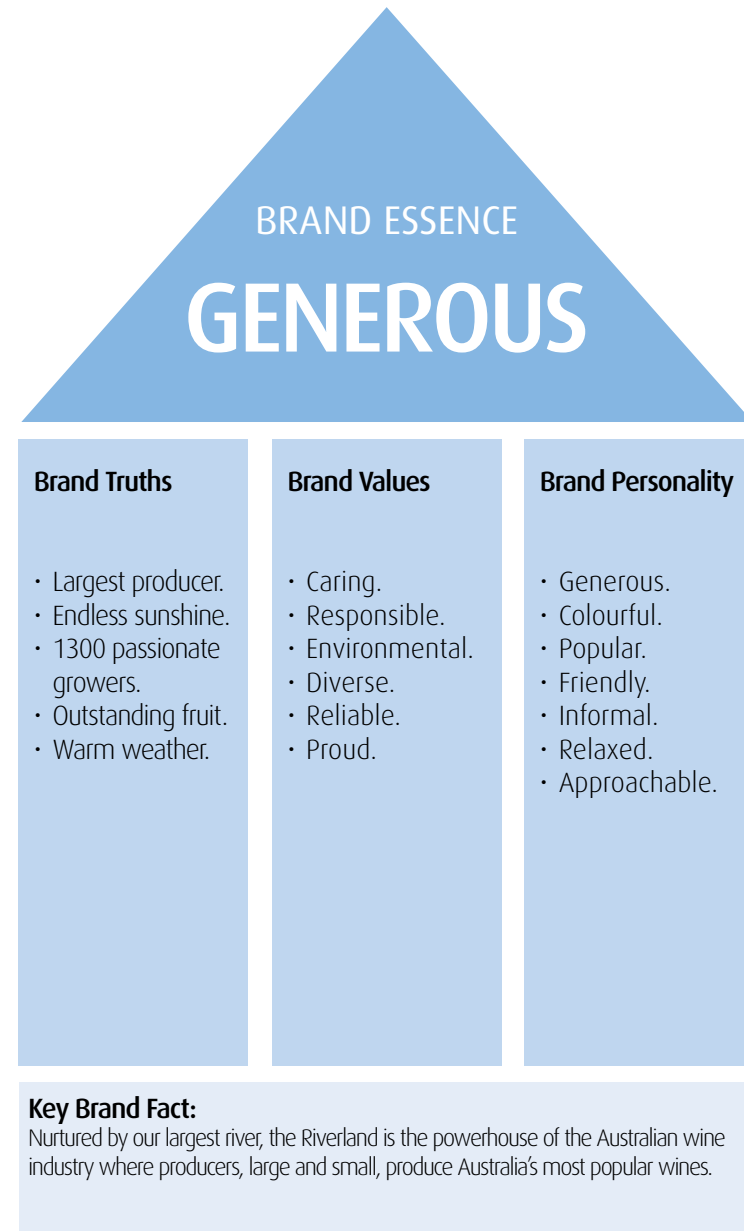 BRAND ESSENCE
GENEROUS
Brand Truths
· Largest producer.
· Endless sunshine.
· 1300 passionate
growers.
· Outstanding fruit.
· Warm weather.
Brand Values
· Caring.
· Responsible.
· Environmental.
· Diverse.
· Reliable.
· Proud.
Brand Personality
· Generous.
· Colourful.
· Popular.
· Friendly.
· Informal.
· Relaxed.
· Approachable.
Key Brand Fact:
Nurtured by our largest river, the Riverland is the powerhouse of the Australian wine
industry where producers, large and small, produce Australia's most popular wines.